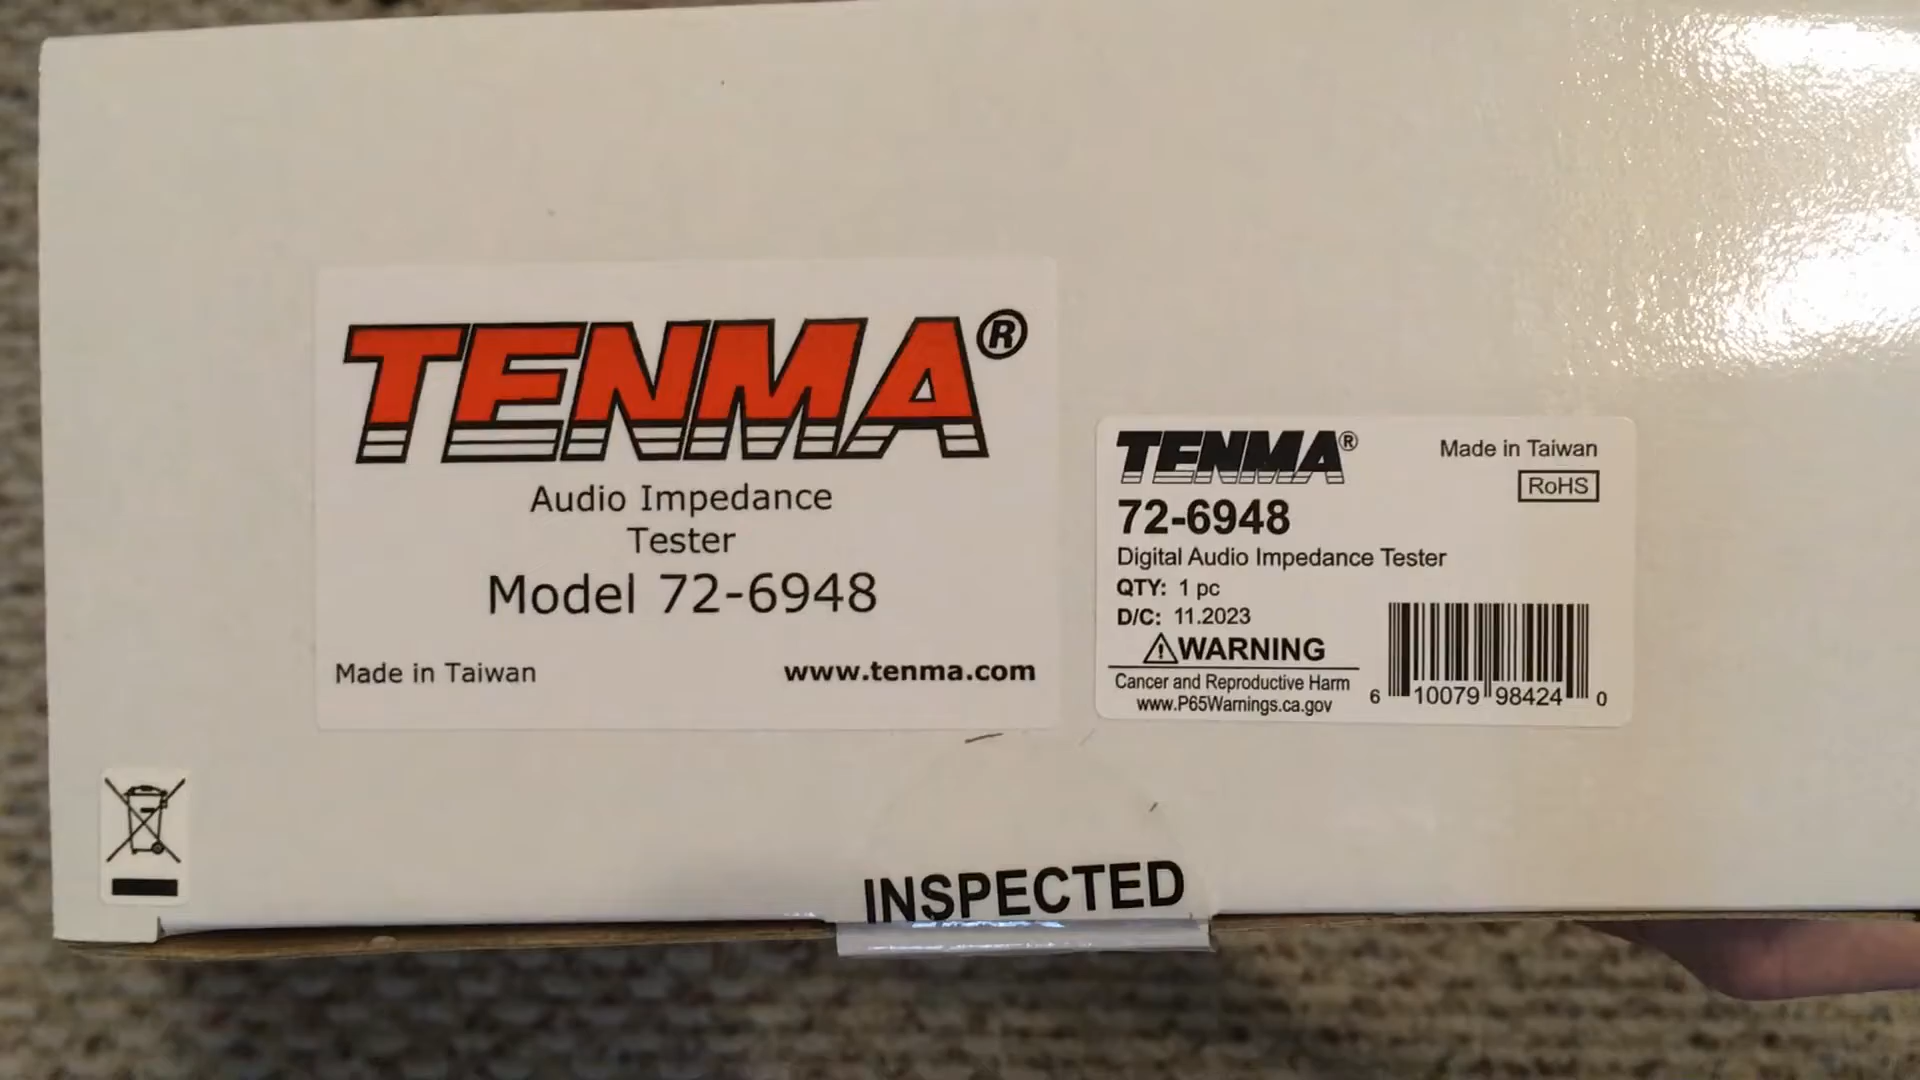 TENMA®
Audio Impedance
Tester
Model 72-6948
Made in Taiwan
www.tenma.com
TENMA®
Made in Taiwan
RoHS
72-6948
Digital Audio Impedance Tester
QTY: 1 pc
D/C: 11.2023
WARNING
Cancer and Reproductive Harm
www.P65Warnings.ca.gov
6 10079 98424 0
INSPECTED